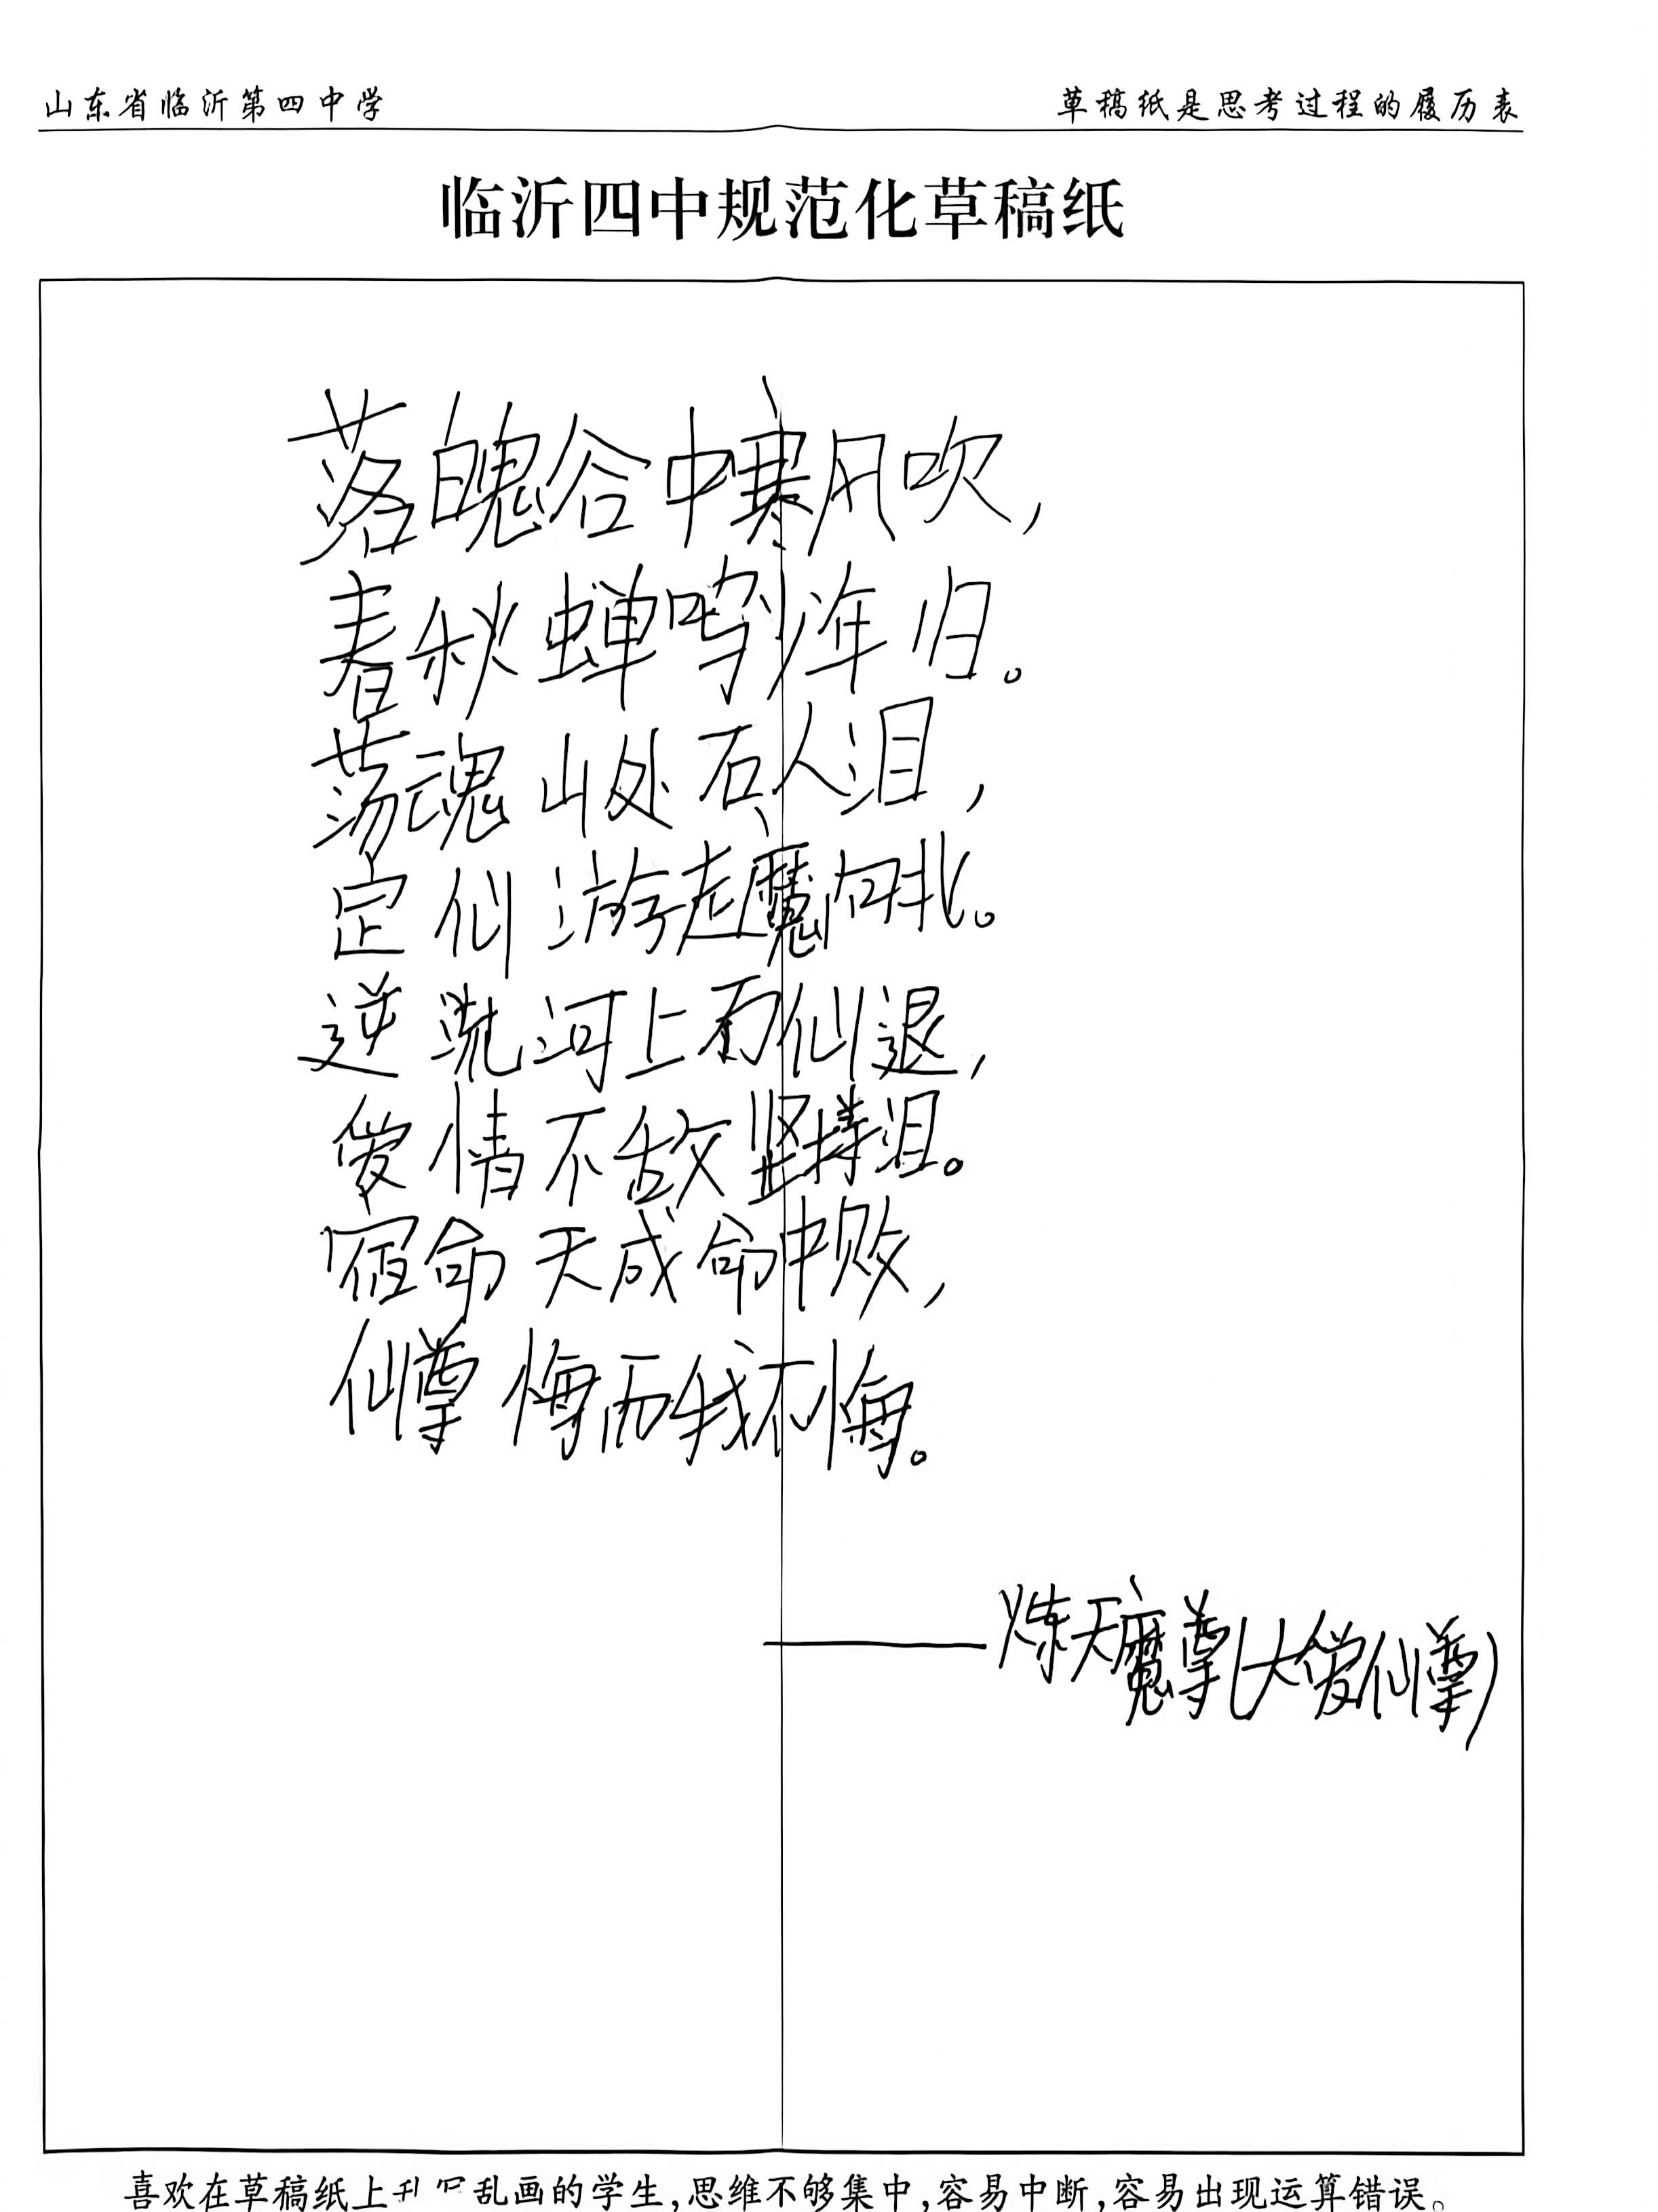 山东省临沂第四中学
草稿纸是思考过程的履历表
临沂四中规范化草稿纸
落魄谷中寒风吹，
春秋蝉鸣少年归。
荡魂山处石人泪，
定仙游走魔向北。
逆流河上万仙退，
爱情不敌坚持泪。
宿命天成命中败，
仙尊悔而我不悔。
——炼天魔尊(大爱仙尊)
喜欢在草稿纸上乱写乱画的学生,思维不够集中,容易中断,容易出现运算错误。